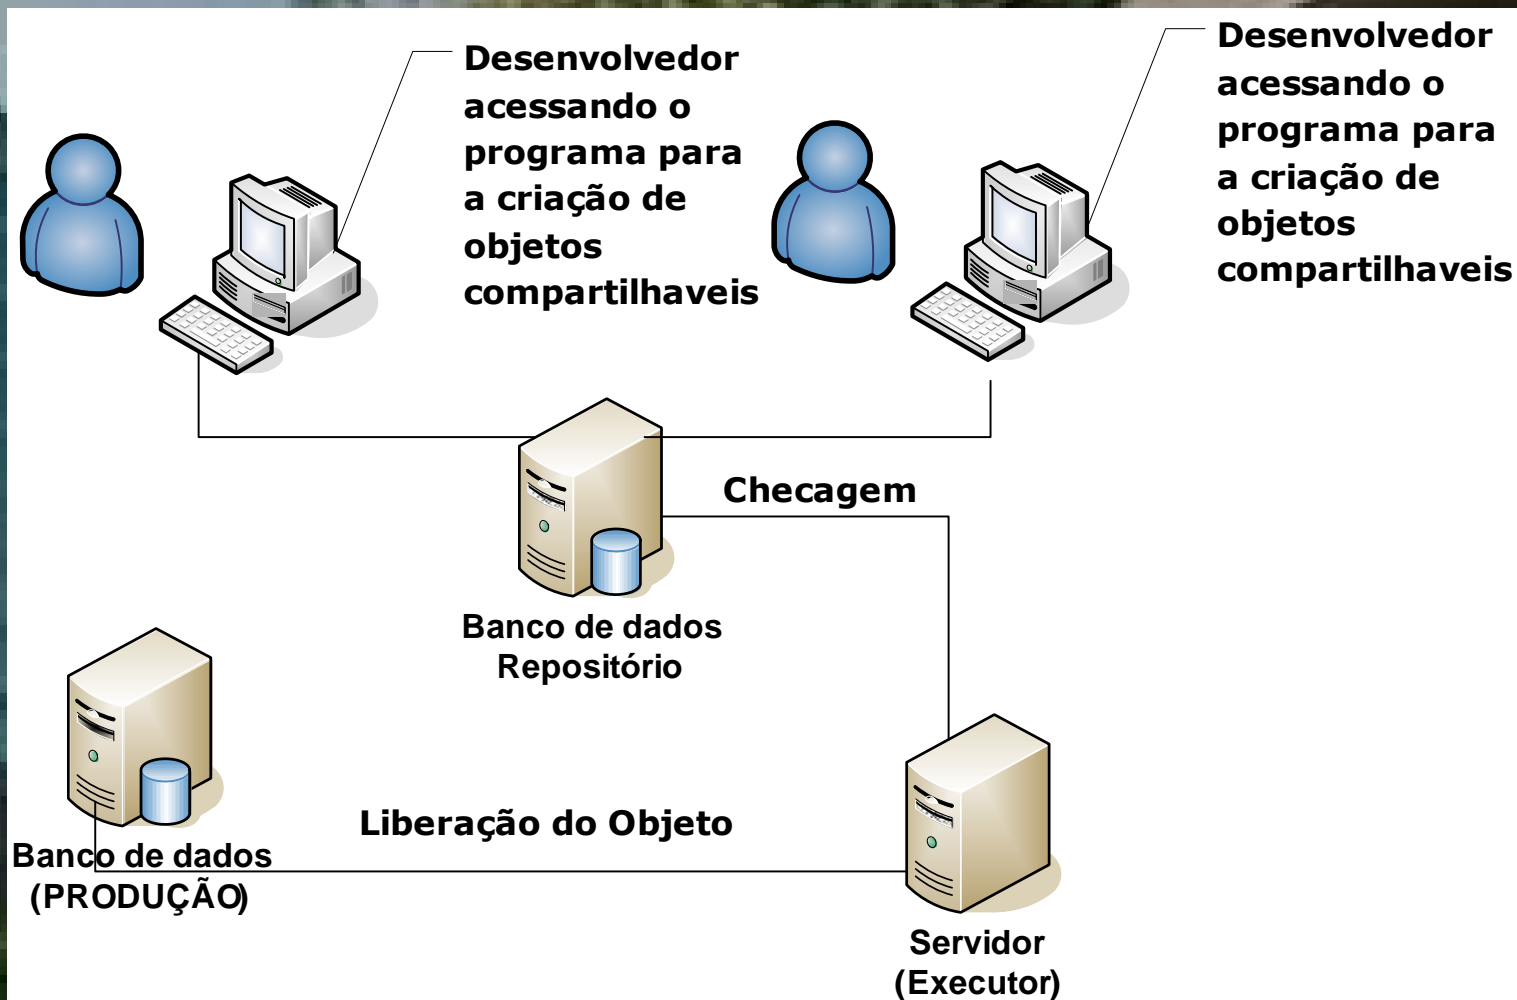 Desenvolvedor
acessando o
programa para
a criação de
objetos
compartilhaveis
Desenvolvedor
acessando o
programa para
a criação de
objetos
compartilhaveis
Checagem
Banco de dados
Repositório
Liberação do Objeto
Banco de dados
(PRODUÇÃO)
Servidor
(Executor)